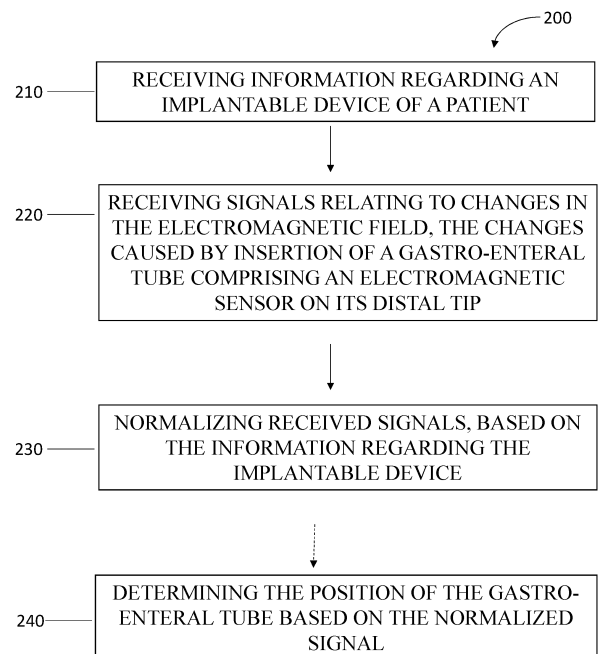 200
210
RECEIVING INFORMATION REGARDING AN
IMPLANTABLE DEVICE OF A PATIENT
220
RECEIVING SIGNALS RELATING TO CHANGES IN
THE ELECTROMAGNETIC FIELD, THE CHANGES
CAUSED BY INSERTION OF A GASTRO-ENTERAL
TUBE COMPRISING AN ELECTROMAGNETIC
SENSOR ON ITS DISTAL TIP
230
NORMALIZING RECEIVED SIGNALS, BASED ON
THE INFORMATION REGARDING THE
IMPLANTABLE DEVICE
240
DETERMINING THE POSITION OF THE GASTRO-
ENTERAL TUBE BASED ON THE NORMALIZED
SIGNAL